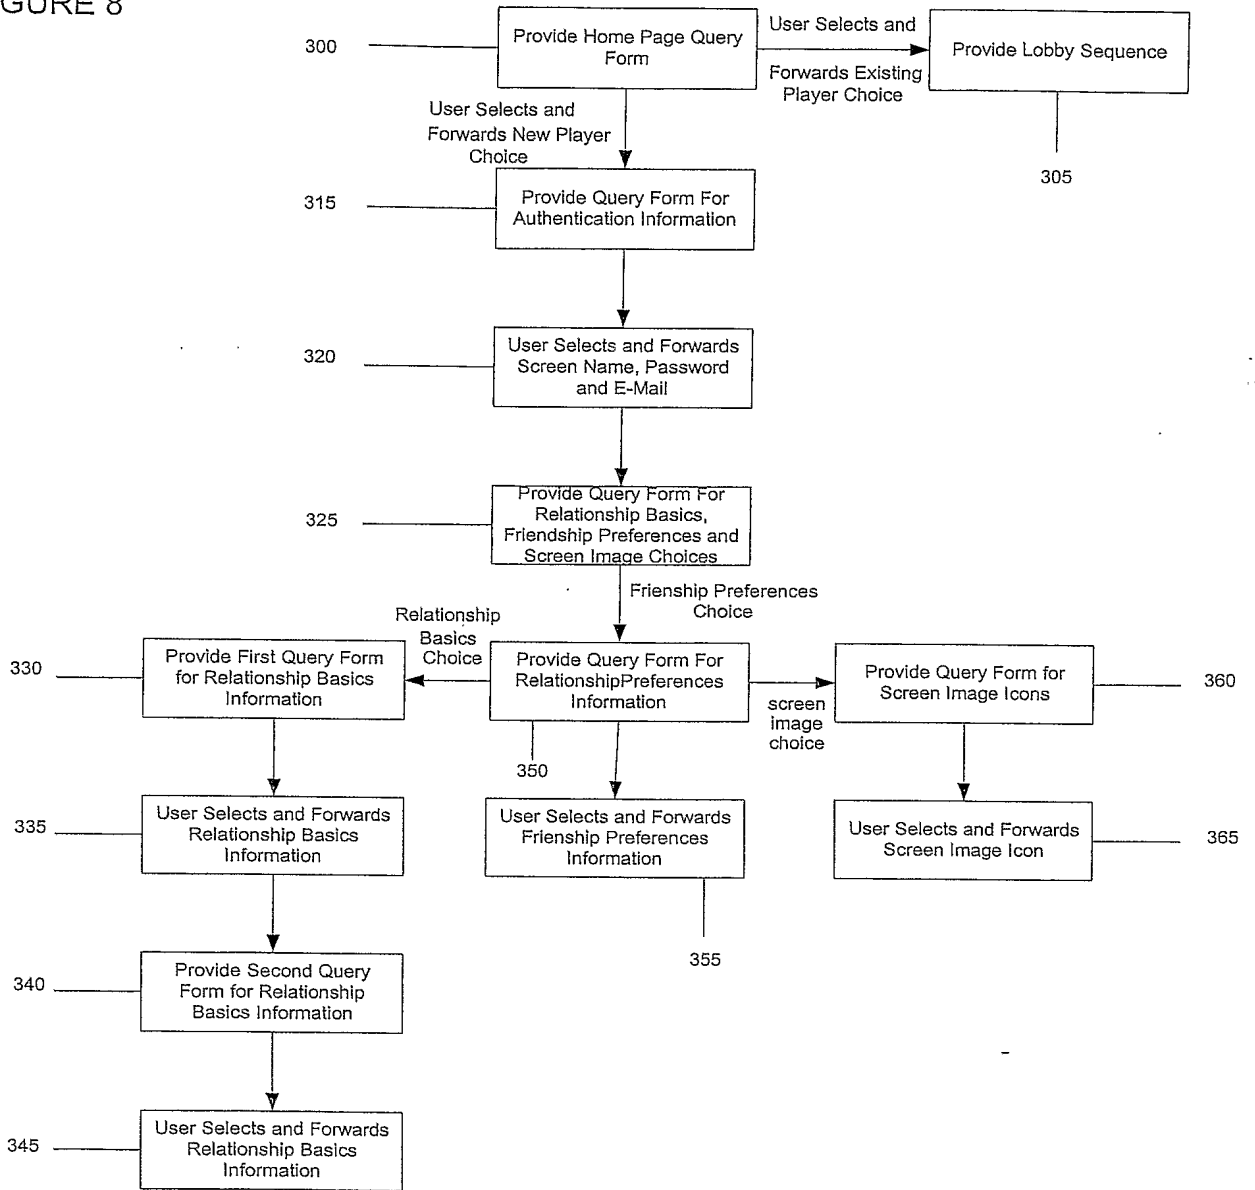 GURE 8
300
Provide Home Page Query
Form
User Selects and
Forwards Existing
Player Choice
Provide Lobby Sequence
305
User Selects and
Forwards New Player
Choice
315
Provide Query Form For
Authentication Information
320
User Selects and Forwards
Screen Name, Password
and E-Mail
325
Provide Query Form For
Relationship Basics,
Friendship Preferences and
Screen Image Choices
Frienship Preferences
Choice
Relationship
Basics
Choice
330
Provide First Query Form
for Relationship Basics
Information
Provide Query Form For
RelationshipPreferences
Information
350
screen
image
choice
Provide Query Form for
Screen Image Icons
360
335
User Selects and Forwards
Relationship Basics
Information
User Selects and Forwards
Frienship Preferences
Information
355
User Selects and Forwards
Screen Image Icon
365
340
Provide Second Query
Form for Relationship
Basics Information
345
User Selects and Forwards
Relationship Basics
Information